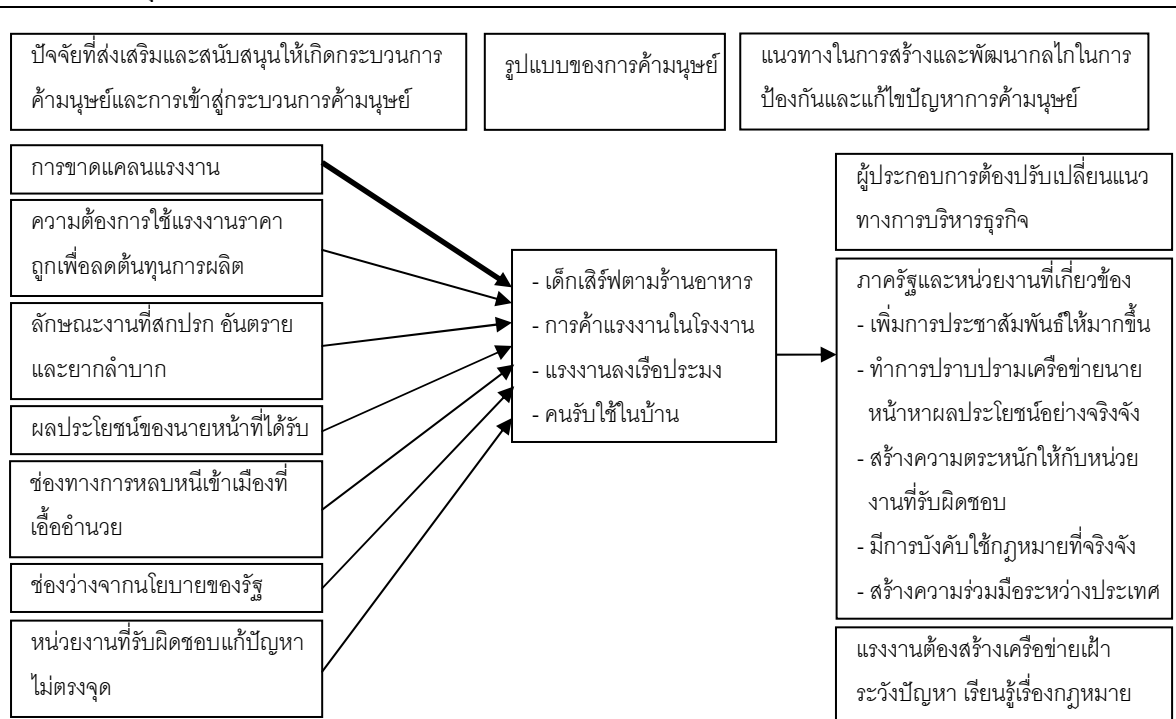 ปัจจัยที่ส่งเสริมและสนับสนุนให้เกิดกระบวนการ
ค้ามนุษย์และการเข้าสู่กระบวนการค้ามนุษย์
รูปแบบของการค้ามนุษย์
แนวทางในการสร้างและพัฒนากลไกในการ
ป้องกันและแก้ไขปัญหาการค้ามนุษย์
การขาดแคลนแรงงาน
ความต้องการใช้แรงงานราคา
ถูกเพื่อลดต้นทุนการผลิต
ลักษณะงานที่สกปรก อันตราย
และยากลำบาก
ผลประโยชน์ของนายหน้าที่ได้รับ
ช่องทางการหลบหนีเข้าเมืองที่
เอื้ออำนวย
ช่องว่างจากนโยบายของรัฐ
หน่วยงานที่รับผิดชอบแก้ปัญหา
ไม่ตรงจุด
- เด็กเสิร์ฟตามร้านอาหาร
- การค้าแรงงานในโรงงาน
- แรงงานลงเรือประมง
- คนรับใช้ในบ้าน
ผู้ประกอบการต้องปรับเปลี่ยนแนว
ทางการบริหารธุรกิจ
ภาครัฐและหน่วยงานที่เกี่ยวข้อง
- เพิ่มการประชาสัมพันธ์ให้มากขึ้น
- ทำการปราบปรามเครือข่ายนาย
หน้าหาผลประโยชน์อย่างจริงจัง
- สร้างความตระหนักให้กับหน่วย
งานที่รับผิดชอบ
- มีการบังคับใช้กฎหมายที่จริงจัง
- สร้างความร่วมมือระหว่างประเทศ
แรงงานต้องสร้างเครือข่ายเฝ้า
ระวังปัญหา เรียนรู้เรื่องกฎหมาย